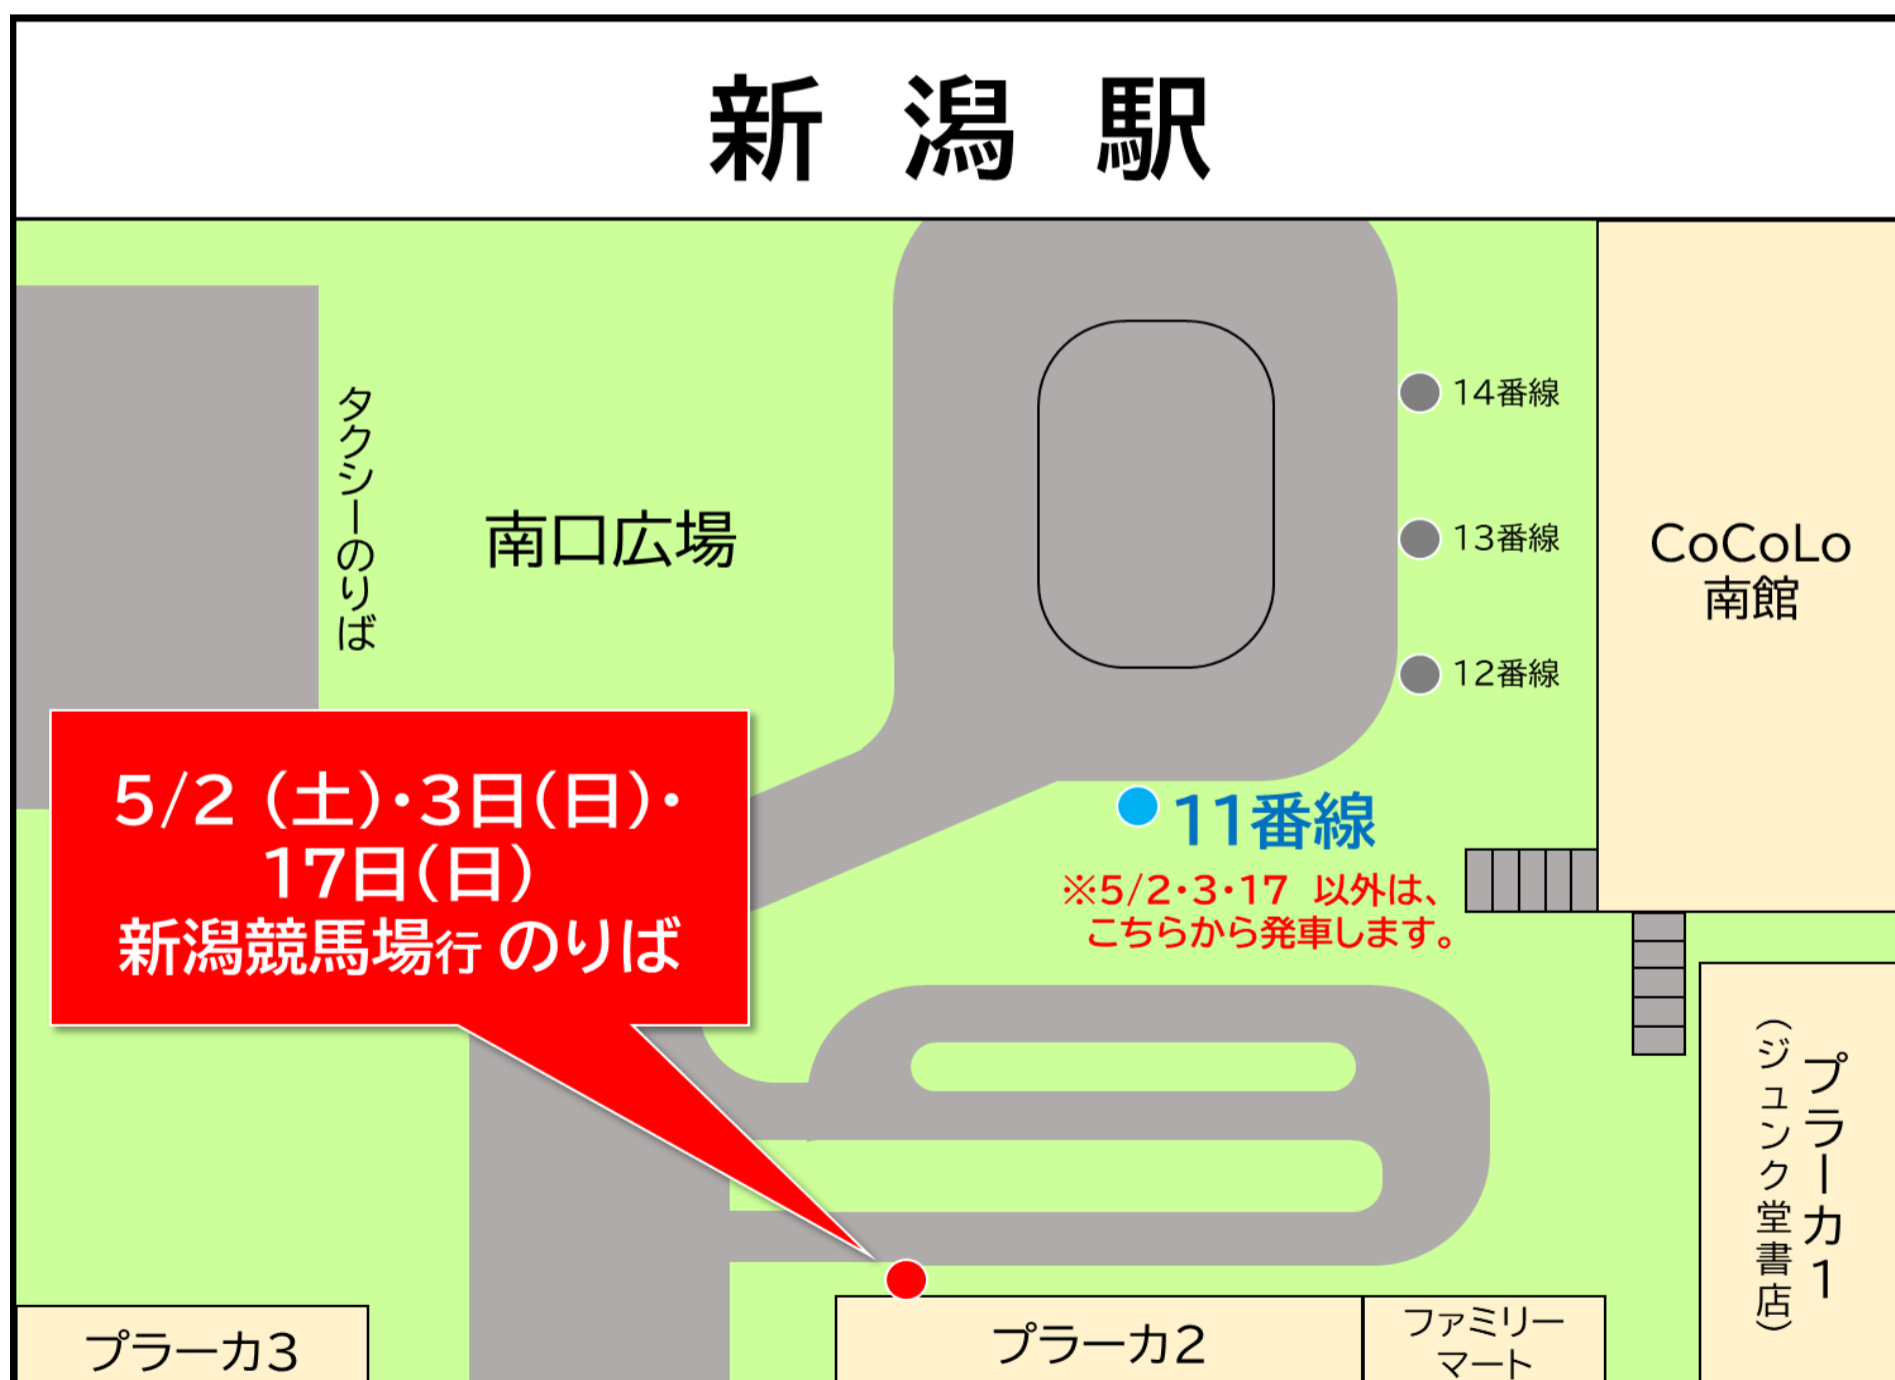 新潟駅
タクシーのりば
南口広場
14番線
13番線
12番線
CoCoLo
南館
5/2 (土)・3日(日)・
17日(日)
新潟競馬場行 のりば
11番線
※5/2・3・17 以外は、
こちらから発車します。
プラーカ1
(ジュンク堂書店)
プラーカ3
プラーカ2
ファミリー
マート